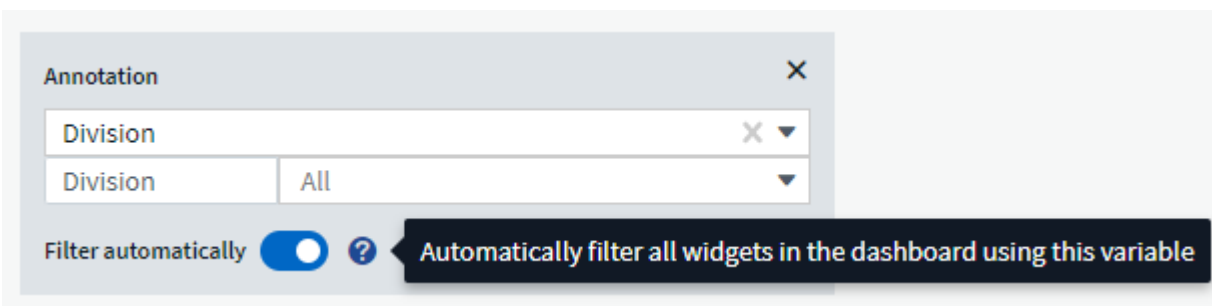 Annotation
Division
Division All
Filter automatically ? Automatically filter all widgets in the dashboard using this variable